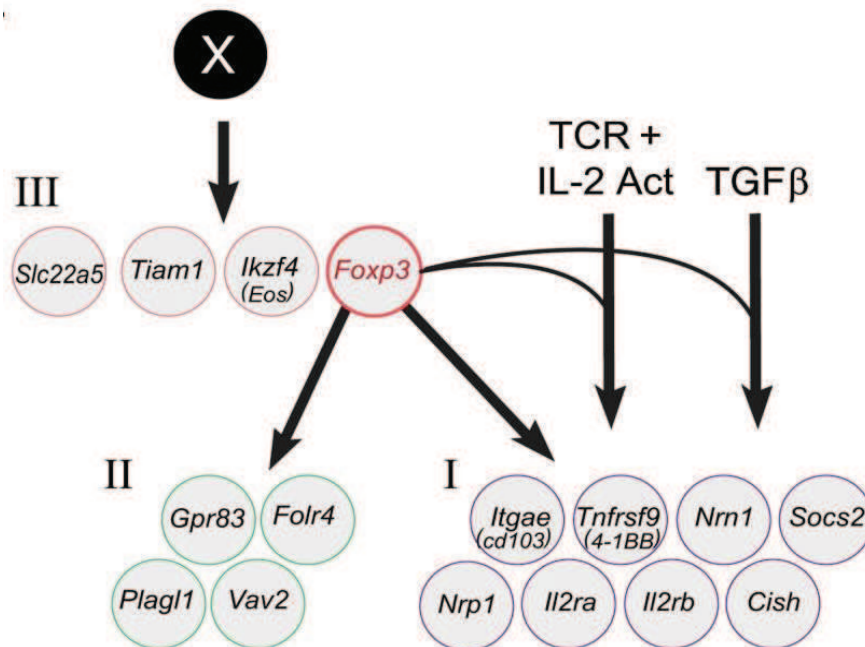 X
TCR +
IL-2 Act
TGFβ
III
Slc22a5
Tiam1
Ikzf4
(Eos)
Foxp3
II
Gpr83
Folr4
Plagl1
Vav2
I
Itgae
(cd103)
Tnfrsf9
(4-1BB)
Nrn1
Socs2
Nrp1
Il2ra
Il2rb
Cish